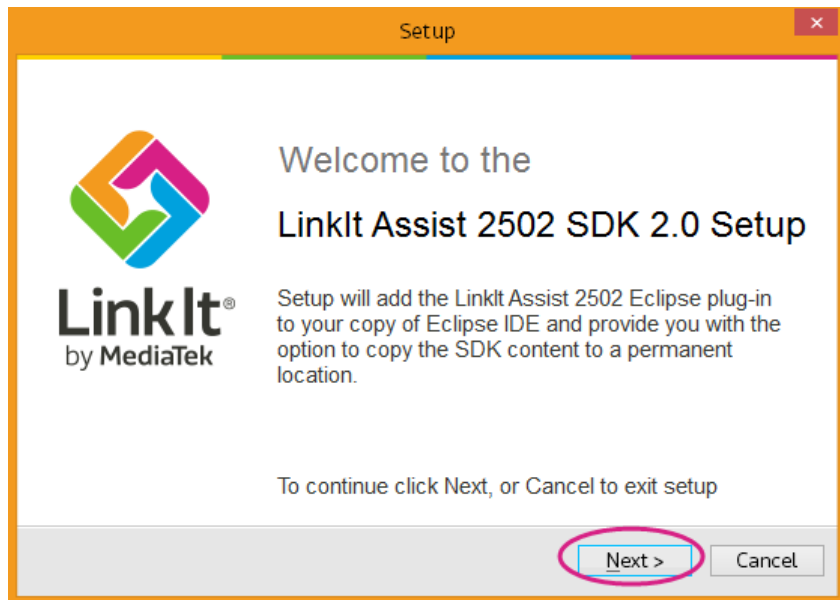 Setup
Welcome to the
LinkIt Assist 2502 SDK 2.0 Setup
LinkIt®
by MediaTek
Setup will add the LinkIt Assist 2502 Eclipse plug-in
to your copy of Eclipse IDE and provide you with the
option to copy the SDK content to a permanent
location.
To continue click Next, or Cancel to exit setup
Next >
Cancel